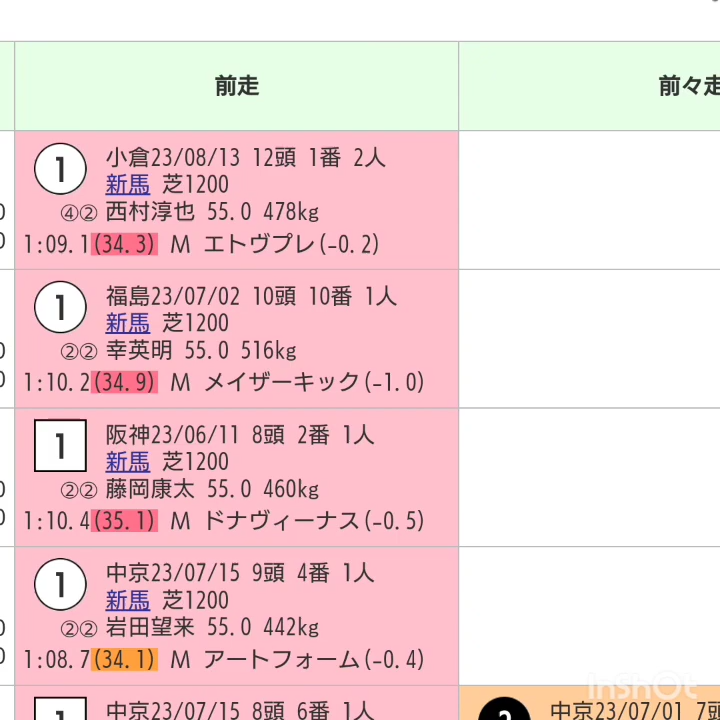 前走
前々走
1
小倉23/08/13 12頭 1番 2人
新馬 芝1200
④② 西村淳也 55.0 478kg
1:09.1(34.3) M エトヴプレ(-0.2)
1
福島23/07/02 10頭 10番 1人
新馬 芝1200
②② 幸英明 55.0 516kg
1:10.2(34.9) M メイザーキック(-1.0)
1
阪神23/06/11 8頭 2番 1人
新馬 芝1200
②② 藤岡康太 55.0 460kg
1:10.4(35.1) M ドナヴィーナス(-0.5)
1
中京23/07/15 9頭 4番 1人
新馬 芝1200
②② 岩田望来 55.0 442kg
1:08.7(34.1) M アートフォーム(-0.4)
1
中京23/07/15 8頭 6番 1人
中京23/07/01 7頭
InShOt